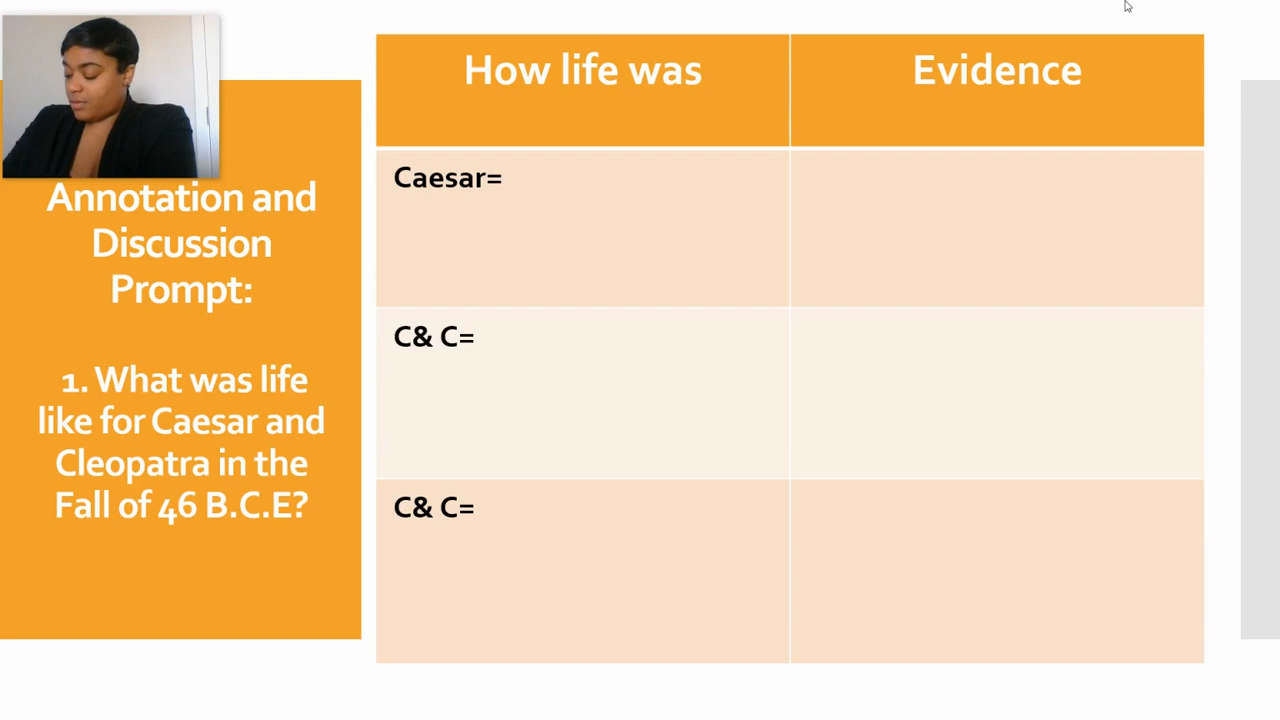 Annotation and
Discussion
Prompt:
1. What was life
like for Caesar and
Cleopatra in the
Fall of 46 B.C.E?
How life was
Evidence
Caesar=
C& C=
C& C=